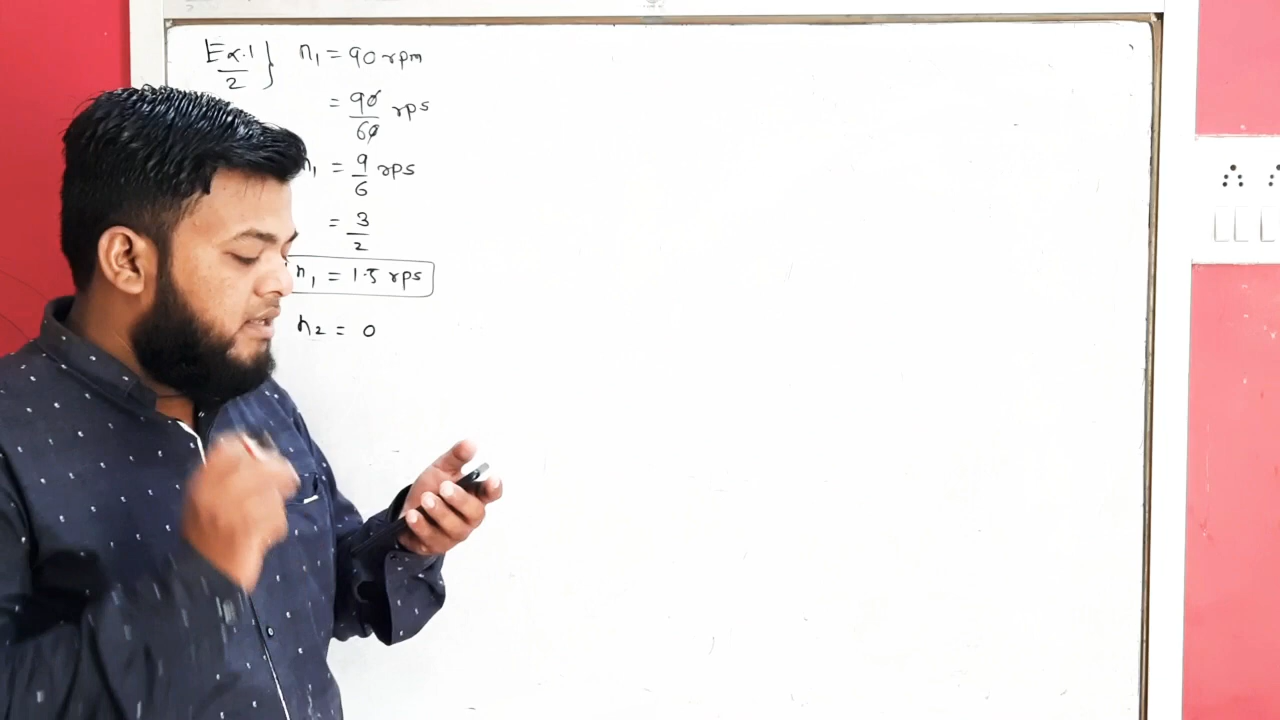 Ex.1/2} n₁ = 90 rpm
= 90/60 rps
n₁ = 9/6 rps
= 3/2
n₁ = 1.5 rps
n₂ = 0